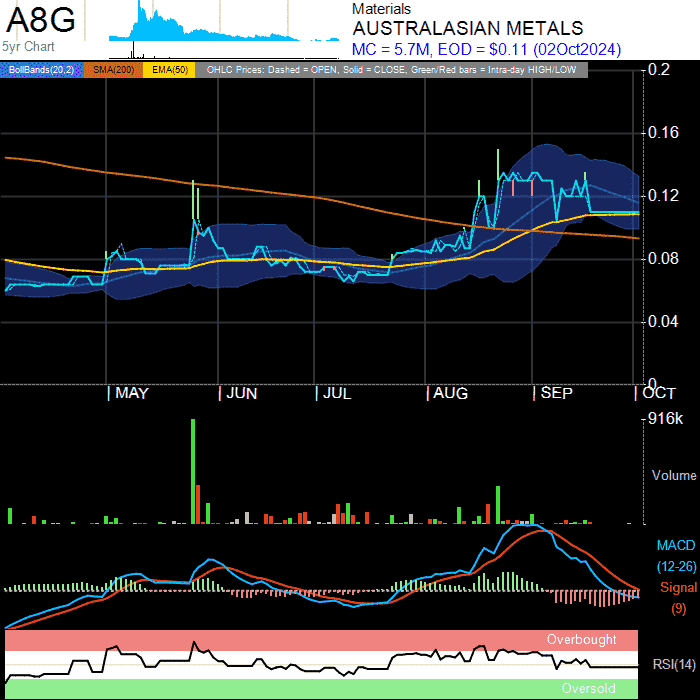 A8G
5yr Chart
Materials
AUSTRALASIAN METALS
MC = 5.7M, EOD = $0.11 (02Oct2024)
BollBands(20,2) SMA(200) EMA(50) OHLC Prices: Dashed = OPEN, Solid = CLOSE, Green/Red bars = Intra-day HIGH/LOW
0.2
0.16
0.12
0.08
0.04
0
MAY JUN JUL AUG SEP OCT
916k
Volume
MACD
(12-26)
Signal
(9)
Overbought
RSI(14)
Oversold